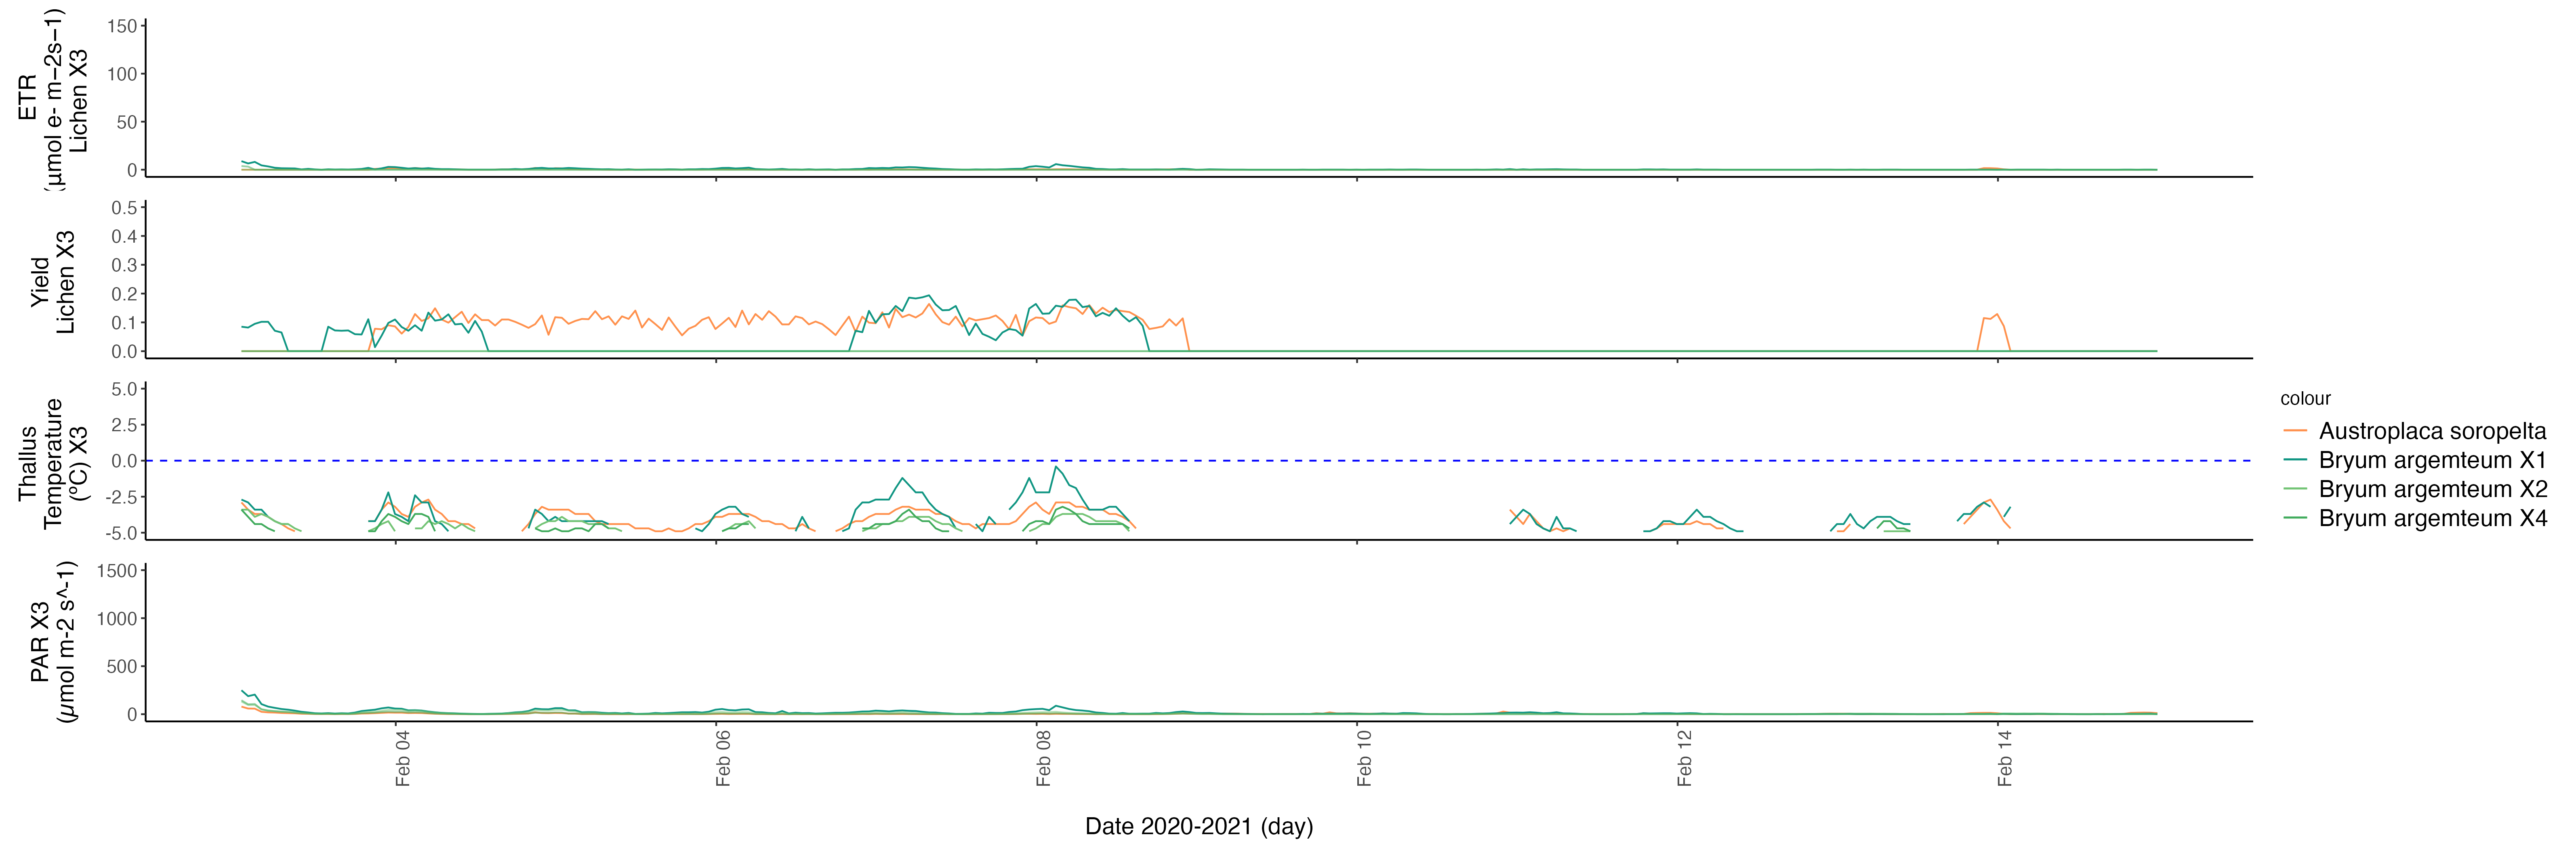 ETR
(μmol e- m−2s−1)
Lichen X3
150
100
50
0
Yield
Lichen X3
0.5
0.4
0.3
0.2
0.1
0.0
Thallus
Temperature
(ºC) X3
5.0
2.5
0.0
-2.5
-5.0
PAR X3
(μmol m-2 s^-1)
1500
1000
500
0
Feb 04
Feb 06
Feb 08
Feb 10
Feb 12
Feb 14
Date 2020-2021 (day)
colour
Austroplaca soropelta
Bryum argemteum X1
Bryum argemteum X2
Bryum argemteum X4